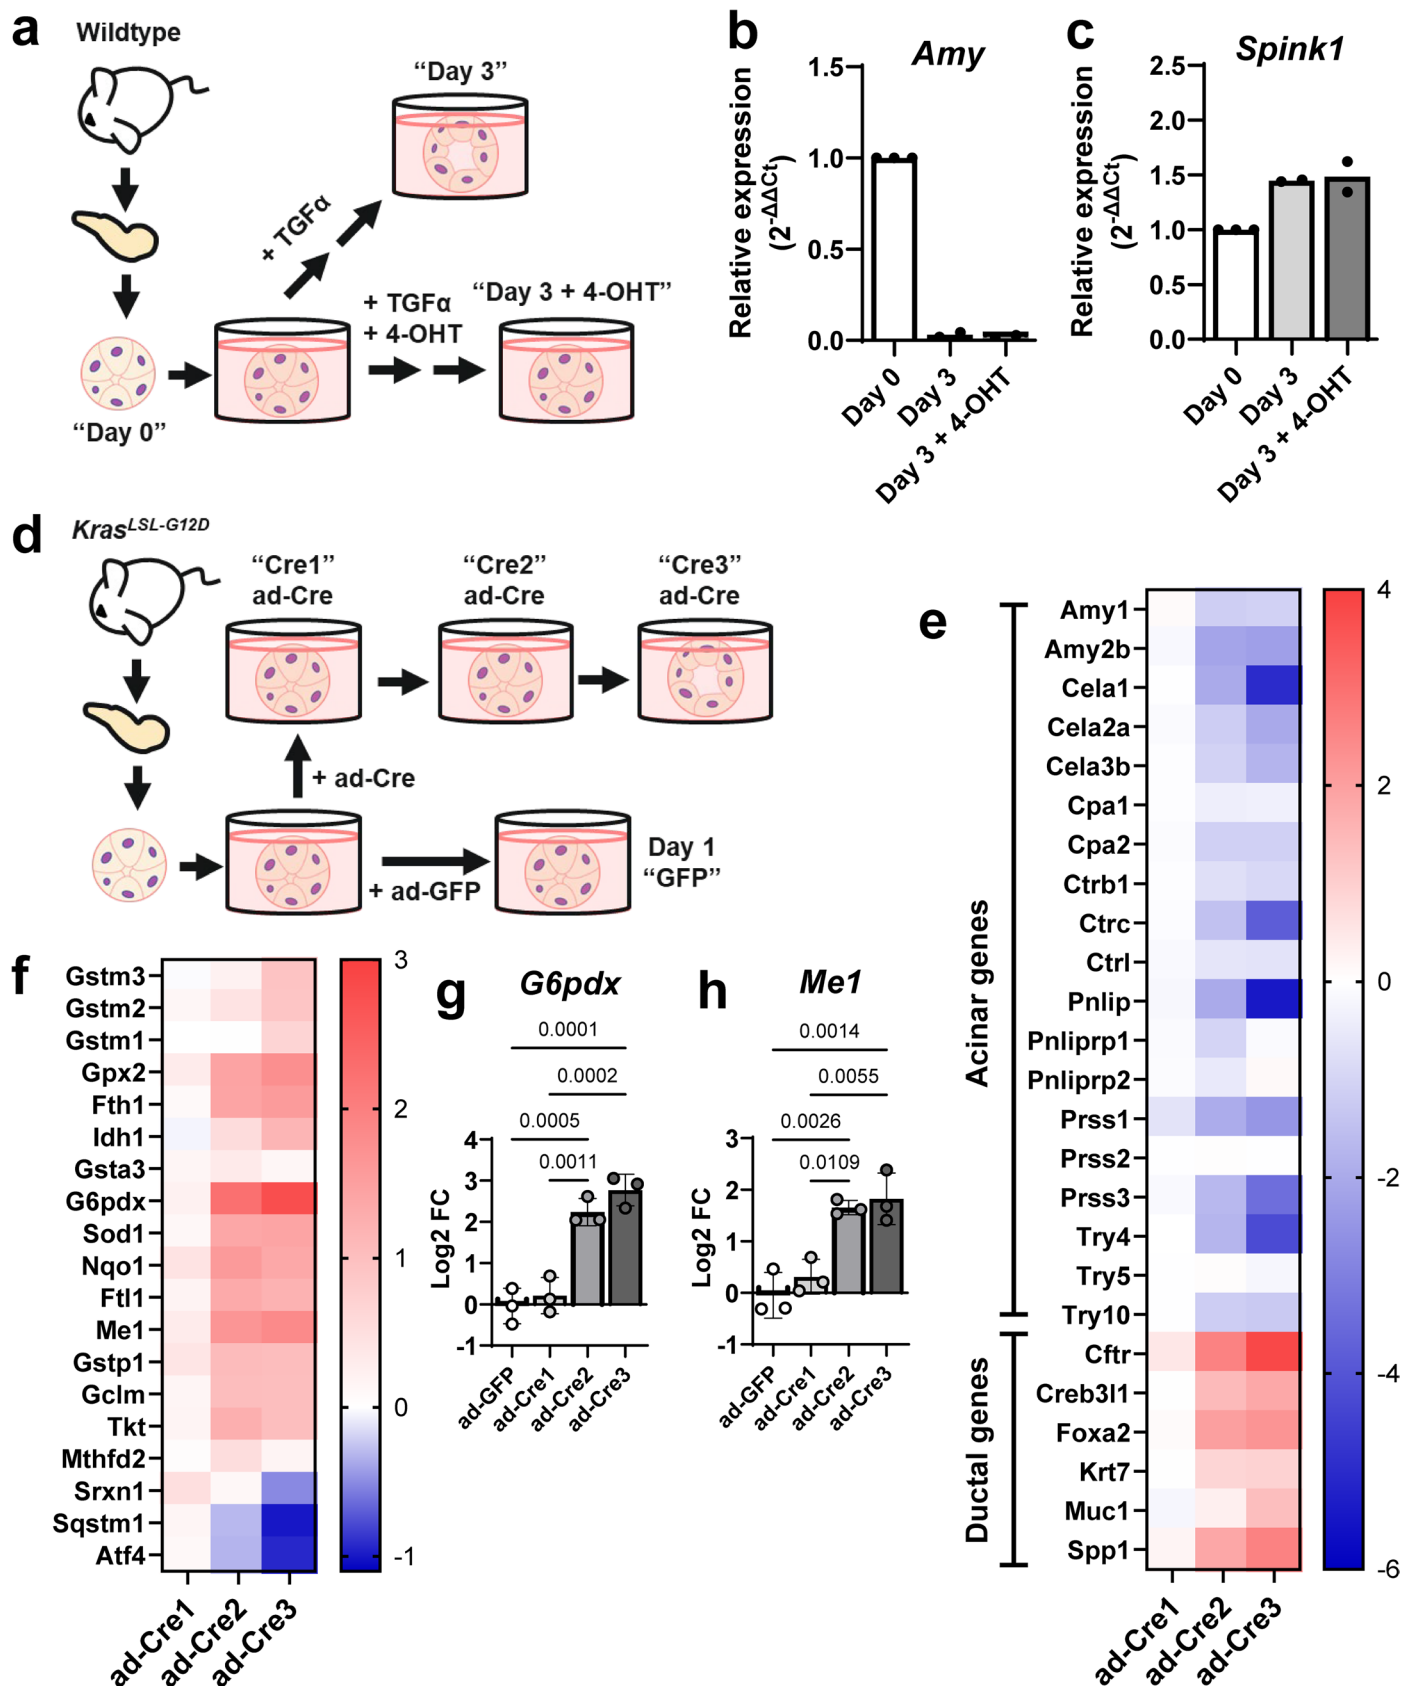 a
Wildtype
“Day 0”
+ TGFα
“Day 3”
+ TGFα
+ 4-OHT
“Day 3 + 4-OHT”
b
Amy
Relative expression
(2^-ΔΔCt)
1.5
1.0
0.5
0.0
Day 0
Day 3
Day 3 + 4-OHT
c
Spink1
Relative expression
(2^-ΔΔCt)
2.5
2.0
1.5
1.0
0.5
0.0
Day 0
Day 3
Day 3 + 4-OHT
d
Kras^LSL-G12D
“Cre1”
ad-Cre
“Cre2”
ad-Cre
“Cre3”
ad-Cre
+ ad-Cre
+ ad-GFP
Day 1
“GFP”
e
Acinar genes
Amy1
Amy2b
Cela1
Cela2a
Cela3b
Cpa1
Cpa2
Ctrb1
Ctrc
Ctrl
Pnlip
Pnliprp1
Pnliprp2
Prss1
Prss2
Prss3
Try4
Try5
Try10
Ductal genes
Cftr
Creb3l1
Foxa2
Krt7
Muc1
Spp1
ad-Cre1
ad-Cre2
ad-Cre3
4
2
0
-2
-4
-6
f
Gstm3
Gstm2
Gstm1
Gpx2
Fth1
Idh1
Gsta3
G6pdx
Sod1
Nqo1
Ftl1
Me1
Gstp1
Gclm
Tkt
Mthfd2
Srxn1
Sqstm1
Atf4
ad-Cre1
ad-Cre2
ad-Cre3
3
2
1
0
-1
g
G6pdx
0.0001
0.0002
0.0005
0.0011
Log2 FC
4
3
2
1
0
-1
ad-GFP
ad-Cre1
ad-Cre2
ad-Cre3
h
Me1
0.0014
0.0055
0.0026
0.0109
Log2 FC
3
2
1
0
-1
ad-GFP
ad-Cre1
ad-Cre2
ad-Cre3